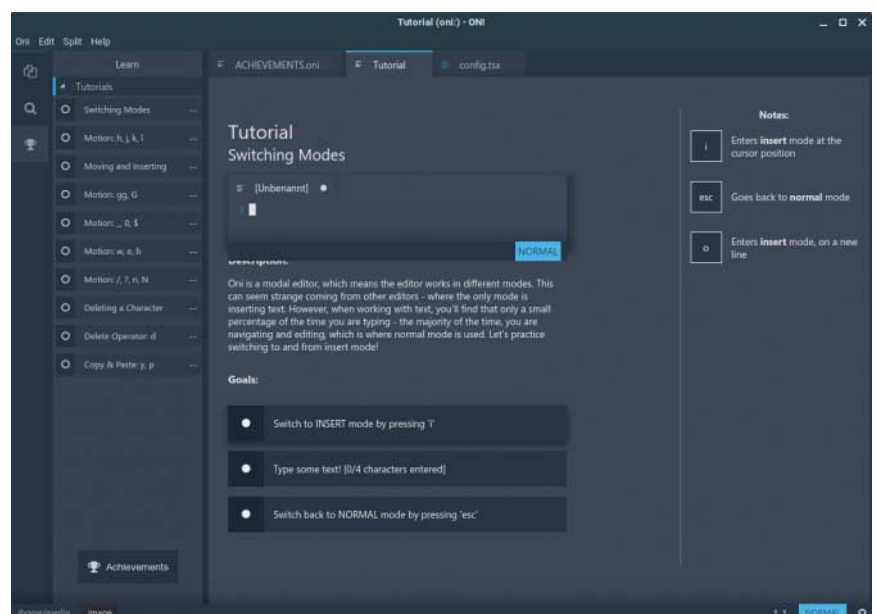 Tutorial (oni:) - ONI
Oni Edit Split Help
Learn
ACHIEVEMENTS.oni
Tutorial
config.tsx
Tutorials
Switching Modes
Motion: h, j, k, l
Moving and Inserting
Motion: gg, G
Motion: _, 0, $
Motion: w, e, b
Motion: /, ?, n, N
Deleting a Character
Delete Operator: d
Copy & Paste: y, p
Achievements
Tutorial
Switching Modes
[Unbenannt]
1
NORMAL
Description:
Oni is a modal editor, which means the editor works in different modes. This
can seem strange coming from other editors - where the only mode is
inserting text. However, when working with text, you'll find that only a small
percentage of the time you are typing - the majority of the time, you are
navigating and editing, which is where normal mode is used. Let's practice
switching to and from insert mode!
Goals:
Switch to INSERT mode by pressing 'i'
Type some text! [0/4 characters entered]
Switch back to NORMAL mode by pressing 'esc'
Notes:
i
Enters insert mode at the
cursor position
esc
Goes back to normal mode
o
Enters insert mode, on a new
line
image
1,1
NORMAL